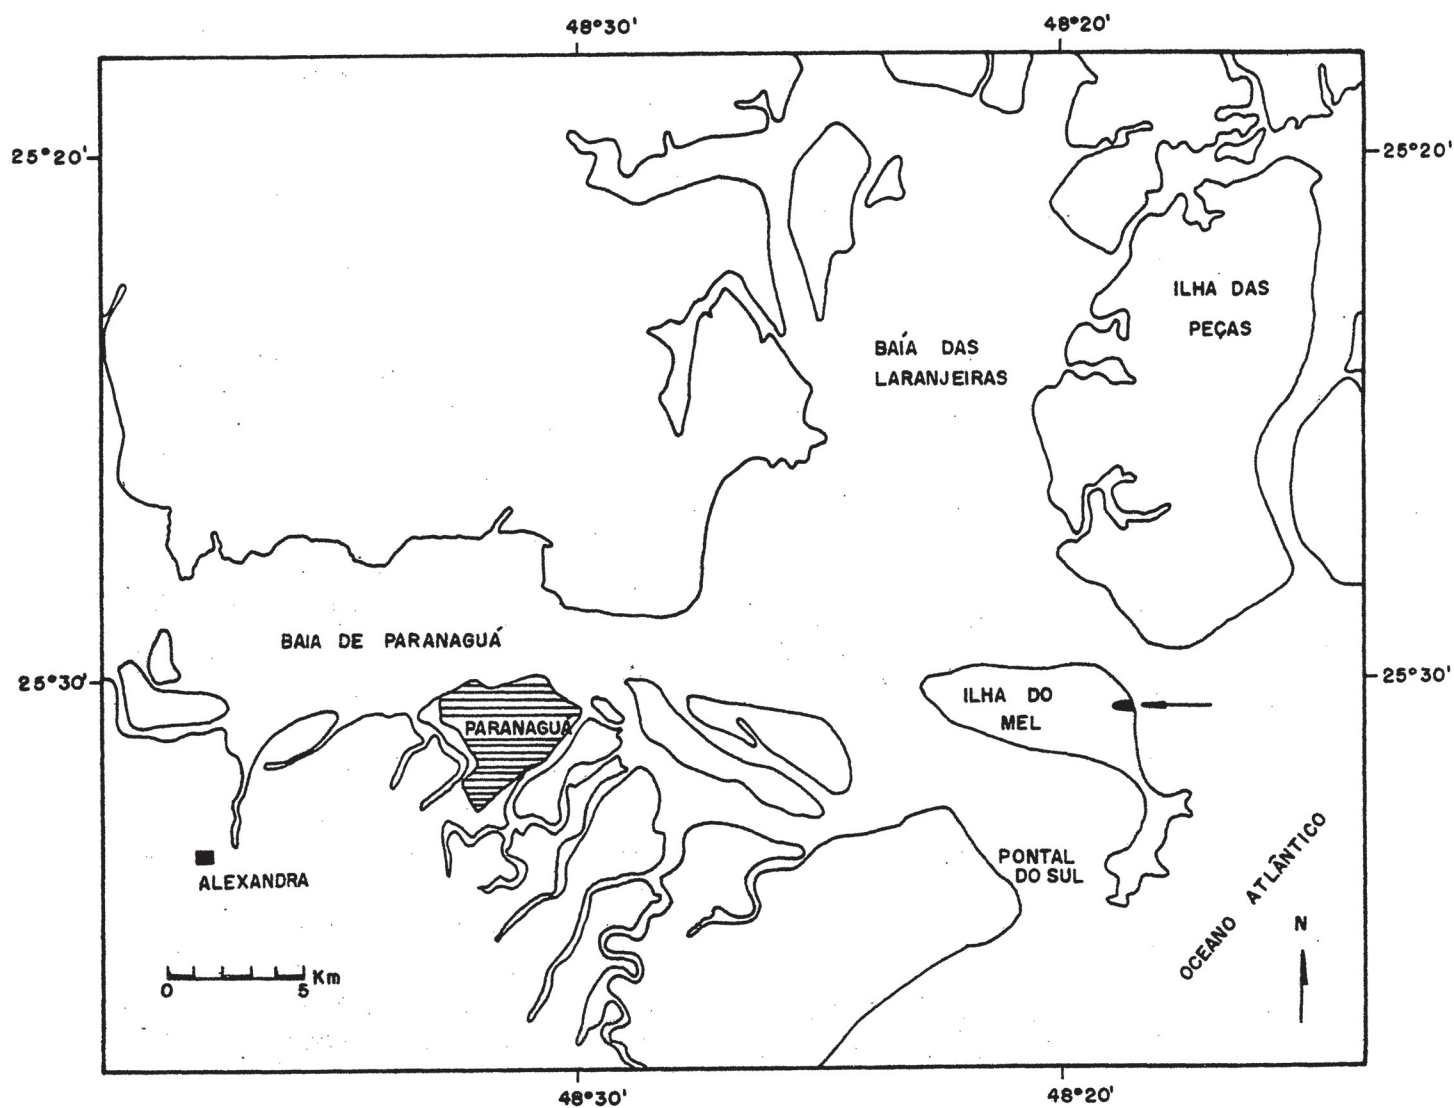 48°30'
48°20'
25°20'
25°20'
ILHA DAS
PEÇAS
BAÍA DAS
LARANJEIRAS
BAIA DE PARANAGUÁ
25°30'
25°30'
ILHA DO
MEL
PARANAGUÁ
PONTAL
DO SUL
ALEXANDRA
OCEANO ATLÂNTICO
N
Km
0
5
48°30'
48°20'